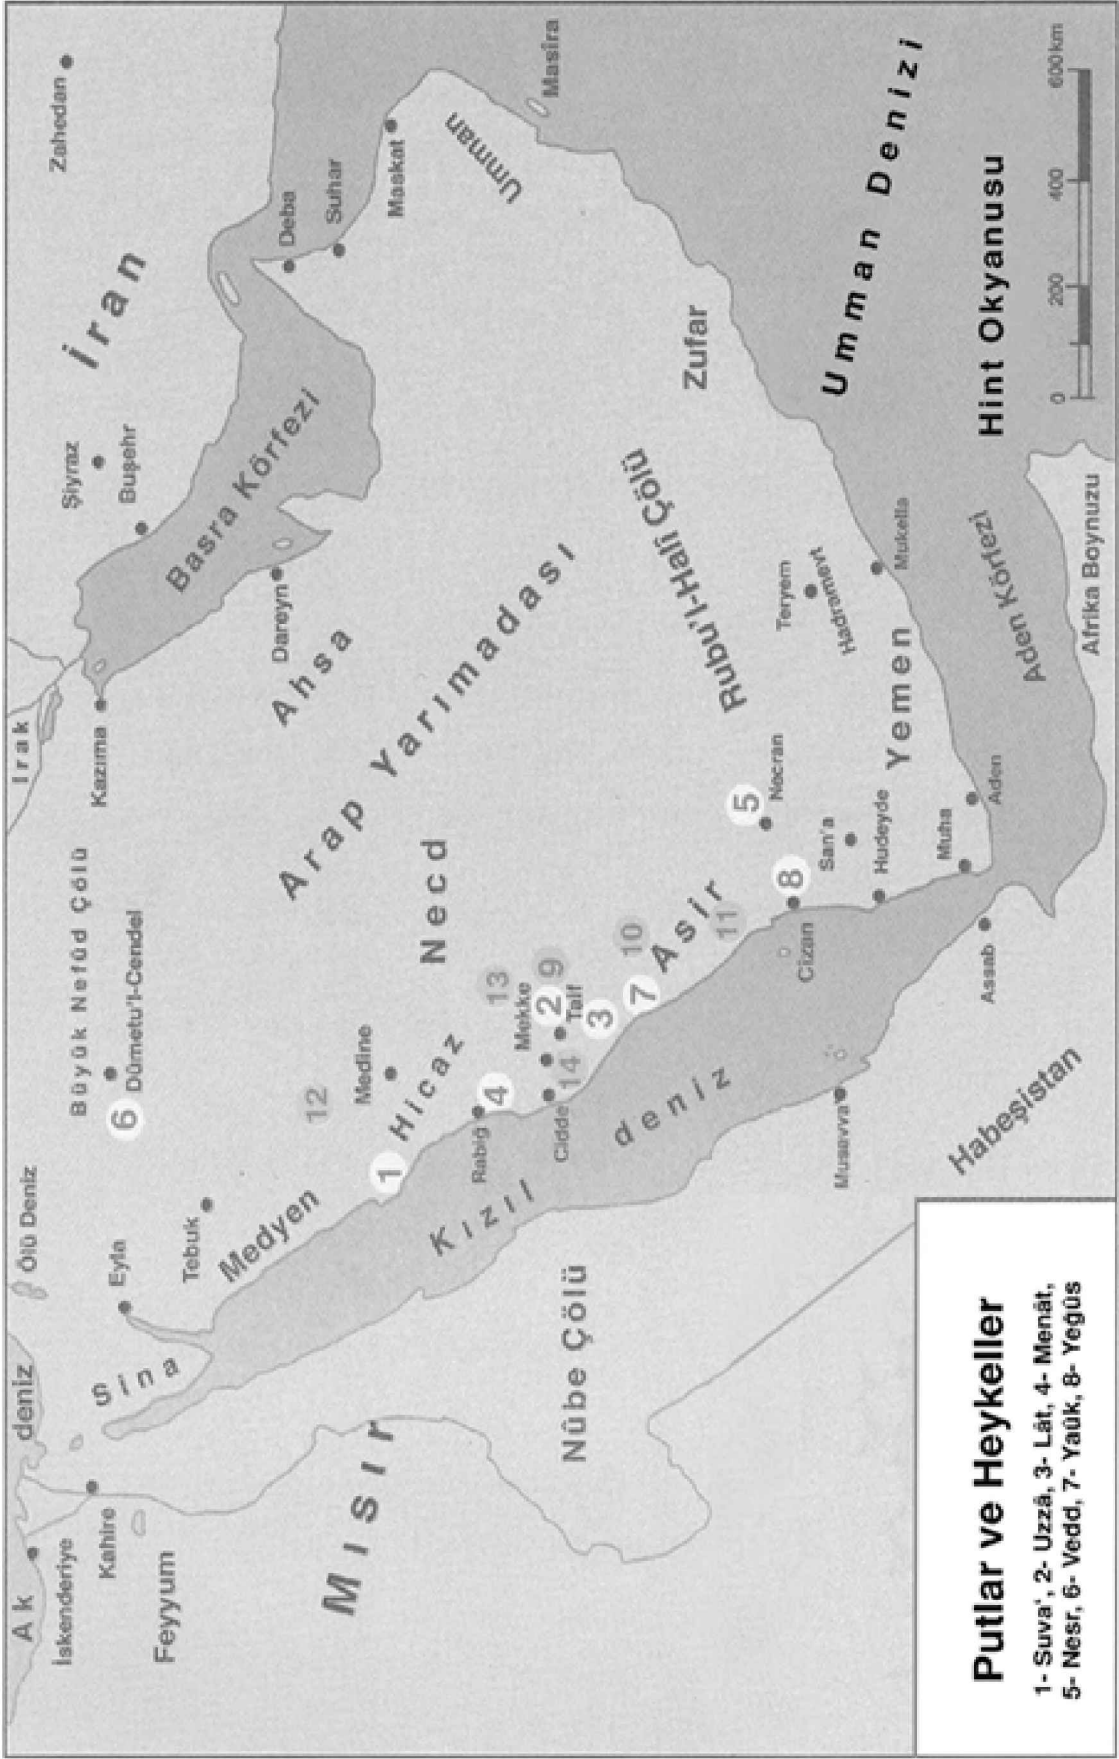 Ak deniz
Ölü Deniz
Irak
Zahedan
İskenderiye
Kahire
Feyyum
Sina
Eyla
Tebuk
Büyük Nefûd Çölü
6
Dûmetu'l-Cendel
Kazıma
Şiyraz
Buşehr
İran
Mısır
Medyen
12
Medine
1
Hicaz
Necd
Ahsa
Dareyn
Basra Körfezi
Deba
Suhar
Maskat
Umman
Masira
Arap Yarımadası
Kızıl deniz
Rabiğ
4
13
Mekke
2
9
Taif
Cidde
14
3
7
10
Asir
11
Nûbe Çölü
Rubu'l-Hali Çölü
Zufar
5
Necran
8
Cizan
San'a
Teryem
Hadramevt
Mukella
Hudeyde
Yemen
Muha
Aden
Musavva
Assab
Habeşistan
Aden Körfezi
Afrika Boynuzu
Umman Denizi
Hint Okyanusu
0 200 400 600 km
Putlar ve Heykeller
1- Suva', 2- Uzzâ, 3- Lât, 4- Menât,
5- Nesr, 6- Vedd, 7- Yaûk, 8- Yeğûs